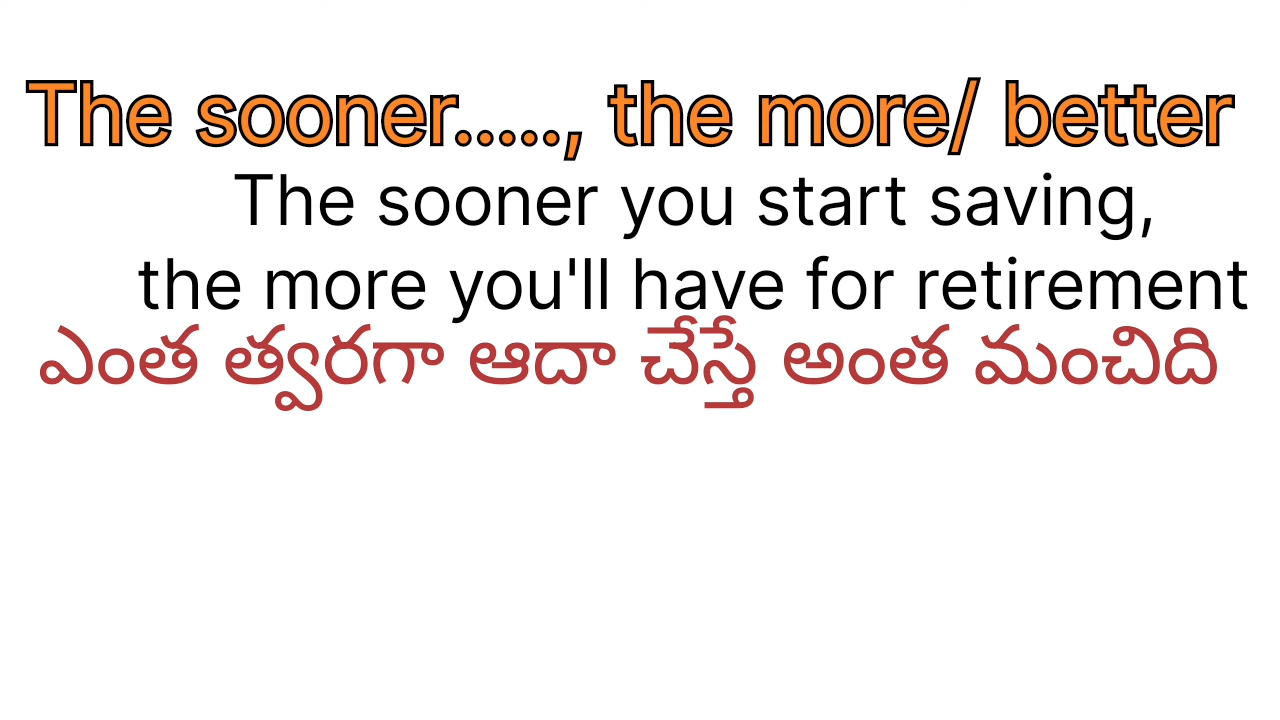 The sooner....., the more/ better
The sooner you start saving,
the more you'll have for retirement
ఎంత త్వరగా ఆదా చేస్తే అంత మంచిది